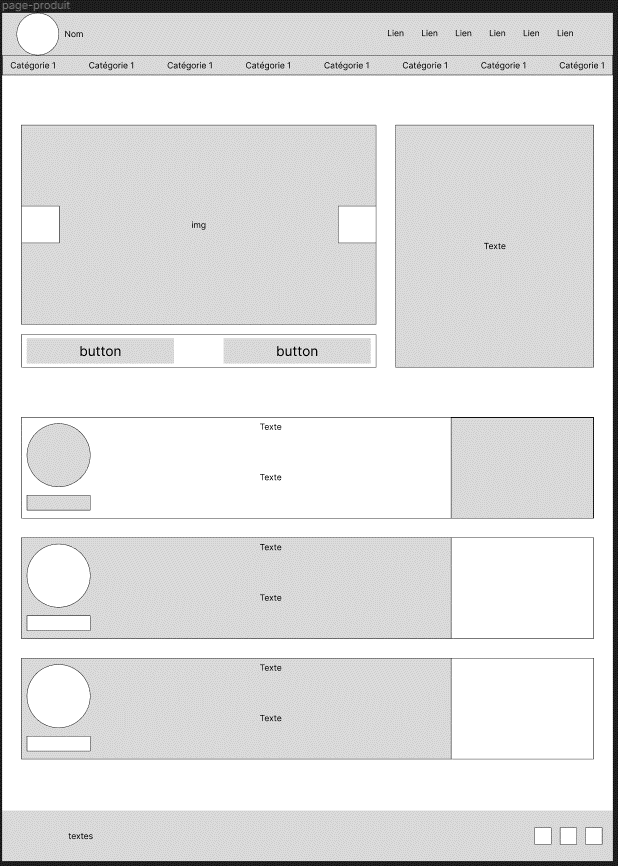 page-produit
Nom
Lien Lien Lien Lien Lien Lien
Catégorie 1 Catégorie 1 Catégorie 1 Catégorie 1 Catégorie 1 Catégorie 1 Catégorie 1 Catégorie 1
img
Texte
button button
Texte
Texte
Texte
Texte
Texte
Texte
textes